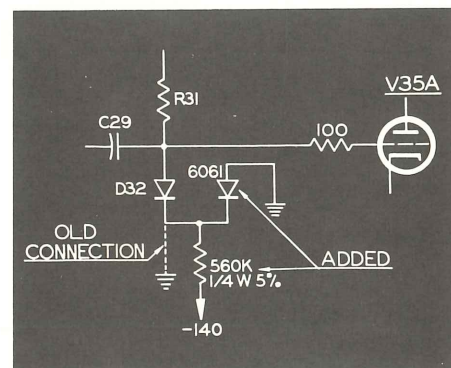 V35A
R31
C29
100
D32
6061
OLD
CONNECTION
ADDED
560K
1/4 W 5%
-140